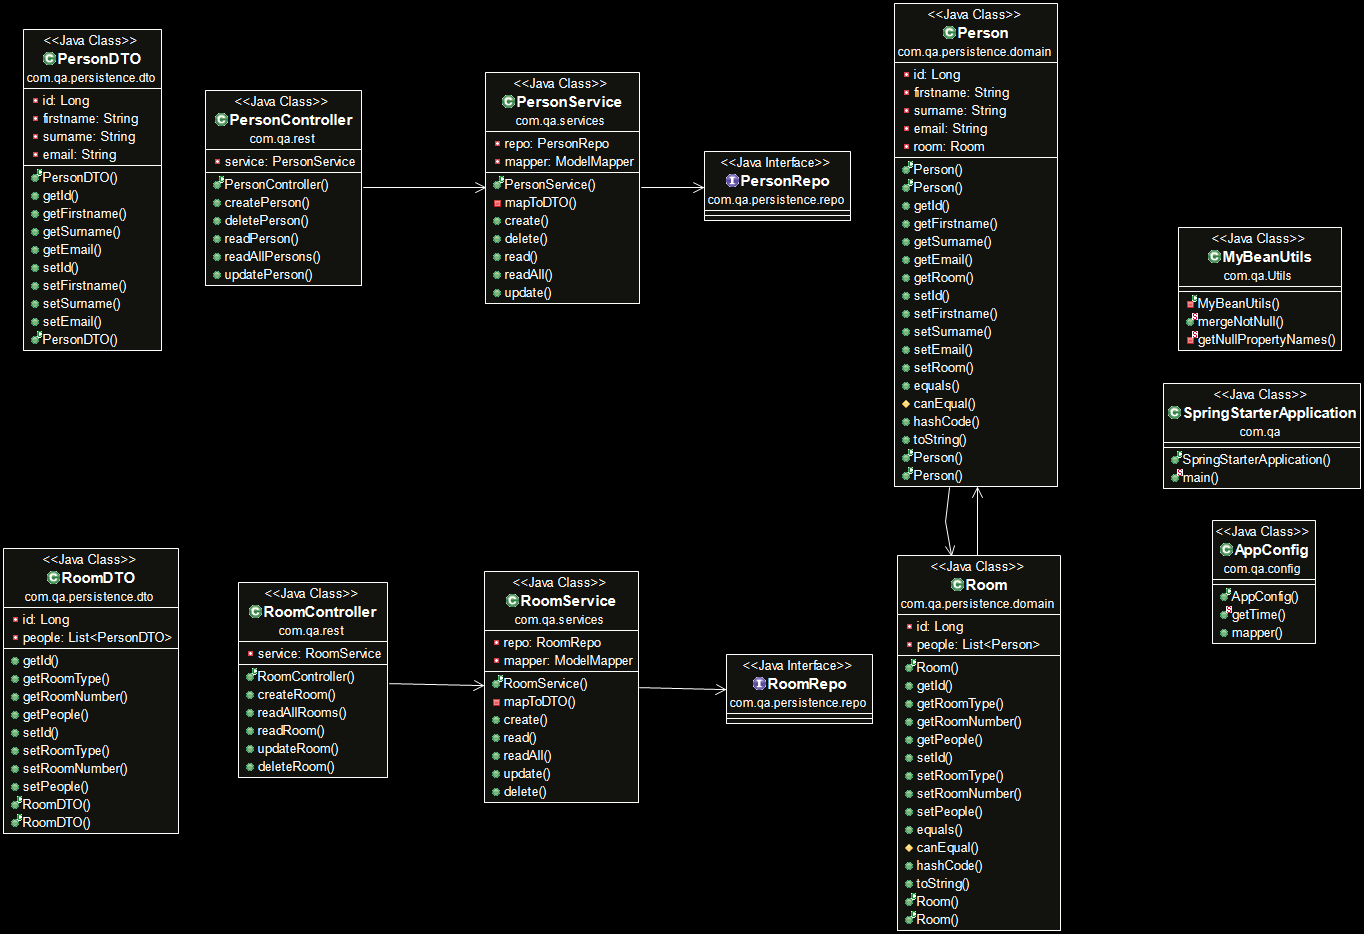 <<Java Class>>
PersonDTO
com.qa.persistence.dto
id: Long
firstname: String
surname: String
email: String
PersonDTO()
getId()
getFirstname()
getSurname()
getEmail()
setId()
setFirstname()
setSurname()
setEmail()
PersonDTO()
<<Java Class>>
PersonController
com.qa.rest
service: PersonService
PersonController()
createPerson()
deletePerson()
readPerson()
readAllPersons()
updatePerson()
<<Java Class>>
PersonService
com.qa.services
repo: PersonRepo
mapper: ModelMapper
PersonService()
mapToDTO()
create()
delete()
read()
readAll()
update()
<<Java Interface>>
PersonRepo
com.qa.persistence.repo
<<Java Class>>
Person
com.qa.persistence.domain
id: Long
firstname: String
surname: String
email: String
room: Room
Person()
Person()
getId()
getFirstname()
getSurname()
getEmail()
getRoom()
setId()
setFirstname()
setSurname()
setEmail()
setRoom()
equals()
canEqual()
hashCode()
toString()
Person()
Person()
<<Java Class>>
MyBeanUtils
com.qa.Utils
MyBeanUtils()
mergeNotNull()
getNullPropertyNames()
<<Java Class>>
SpringStarterApplication
com.qa
SpringStarterApplication()
main()
<<Java Class>>
AppConfig
com.qa.config
AppConfig()
getTime()
mapper()
<<Java Class>>
RoomDTO
com.qa.persistence.dto
id: Long
people: List<PersonDTO>
getId()
getRoomType()
getRoomNumber()
getPeople()
setId()
setRoomType()
setRoomNumber()
setPeople()
RoomDTO()
RoomDTO()
<<Java Class>>
RoomController
com.qa.rest
service: RoomService
RoomController()
createRoom()
readAllRooms()
readRoom()
updateRoom()
deleteRoom()
<<Java Class>>
RoomService
com.qa.services
repo: RoomRepo
mapper: ModelMapper
RoomService()
mapToDTO()
create()
read()
readAll()
update()
delete()
<<Java Interface>>
RoomRepo
com.qa.persistence.repo
<<Java Class>>
Room
com.qa.persistence.domain
id: Long
people: List<Person>
Room()
getId()
getRoomType()
getRoomNumber()
getPeople()
setId()
setRoomType()
setRoomNumber()
setPeople()
equals()
canEqual()
hashCode()
toString()
Room()
Room()